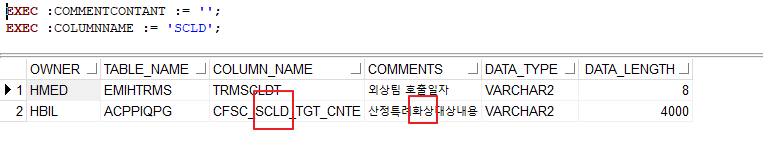 EXEC :COMMENTCONTANT := '';
EXEC :COLUMNNAME := 'SCLD';
OWNER TABLE_NAME COLUMN_NAME COMMENTS DATA_TYPE DATA_LENGTH
1 HMED EMIHTRMS TRMSCLDT 외상팀 호출일자 VARCHAR2 8
2 HBIL ACPPIQPG CFSC_SCLD_TGT_CNTE 산정특례화상대상내용 VARCHAR2 4000